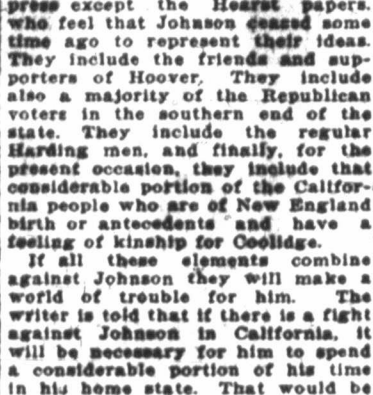 press except the Hearst papers,
who feel that Johnson ceased some
time ago to represent their ideas.
They include the friends and sup-
porters of Hoover. They include
also a majority of the Republican
voters in the southern end of the
state. They include the regular
Harding men, and finally, for the
present occasion, they include that
considerable portion of the Califor-
nia people who are of New England
birth or antecedents and have a
feeling of kinship for Coolidge.
If all these elements combine
against Johnson they will make a
world of trouble for him. The
writer is told that if there is a fight
against Johnson in California, it
will be necessary for him to spend
a considerable portion of his time
in his home state. That would be